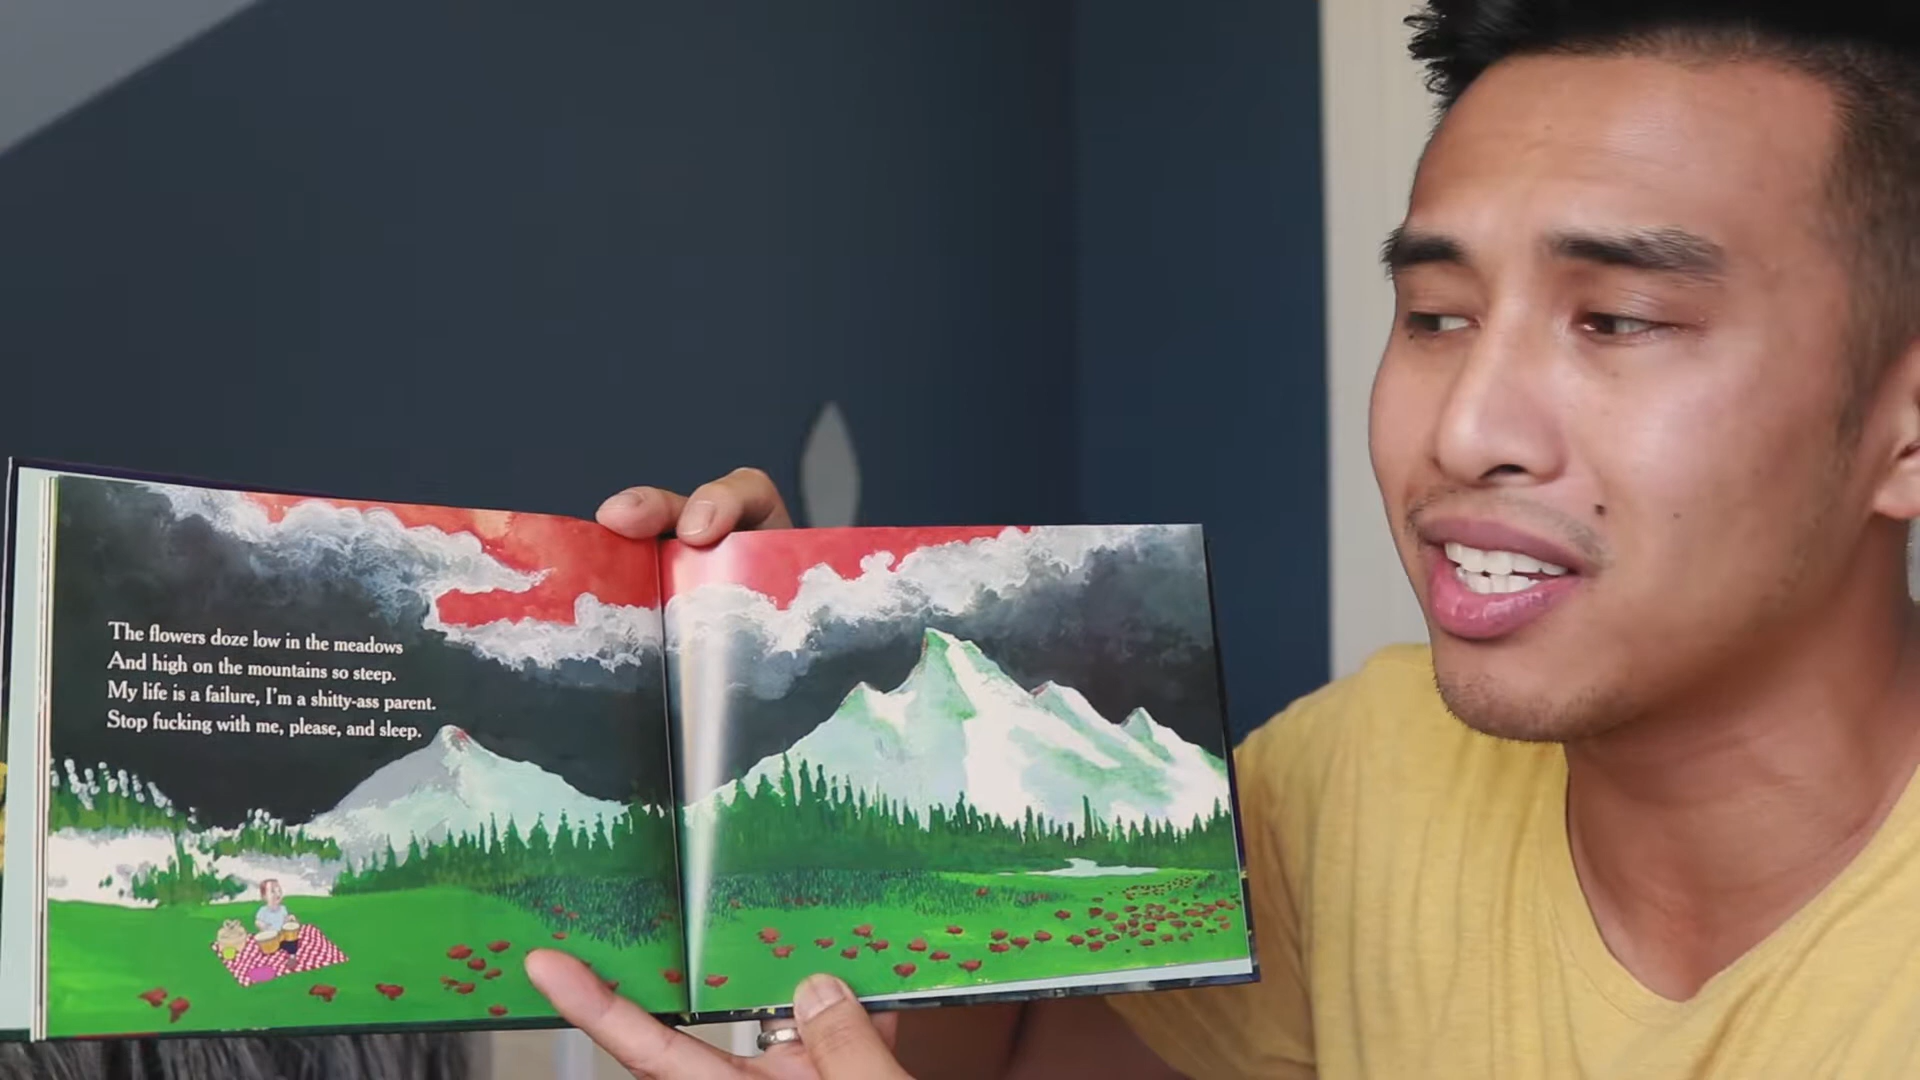 The flowers doze low in the meadows
And high on the mountains so steep.
My life is a failure, I'm a shitty-ass parent.
Stop fucking with me, please, and sleep.